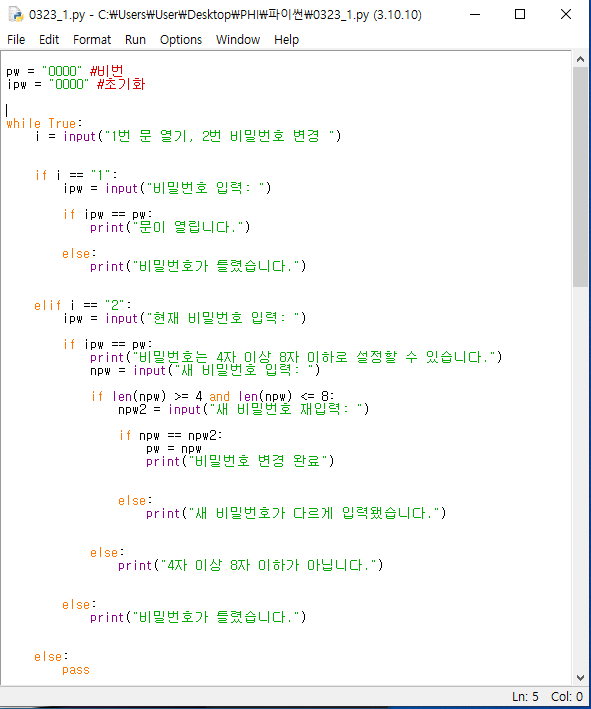 0323_1.py - C:₩Users₩User₩Desktop₩PHI₩파이썬₩0323_1.py (3.10.10)
File Edit Format Run Options Window Help
pw = "0000" #비번
ipw = "0000" #초기화
while True:
    i = input("1번 문 열기, 2번 비밀번호 변경 ")
    if i == "1":
        ipw = input("비밀번호 입력: ")
        if ipw == pw:
            print("문이 열립니다.")
        else:
            print("비밀번호가 틀렸습니다.")
    elif i == "2":
        ipw = input("현재 비밀번호 입력: ")
        if ipw == pw:
            print("비밀번호는 4자 이상 8자 이하로 설정할 수 있습니다.")
            npw = input("새 비밀번호 입력: ")
            if len(npw) >= 4 and len(npw) <= 8:
                npw2 = input("새 비밀번호 재입력: ")
                if npw == npw2:
                    pw = npw
                    print("비밀번호 변경 완료")
                else:
                    print("새 비밀번호가 다르게 입력됐습니다.")
            else:
                print("4자 이상 8자 이하가 아닙니다.")
        else:
            print("비밀번호가 틀렸습니다.")
    else:
        pass
Ln: 5 Col: 0